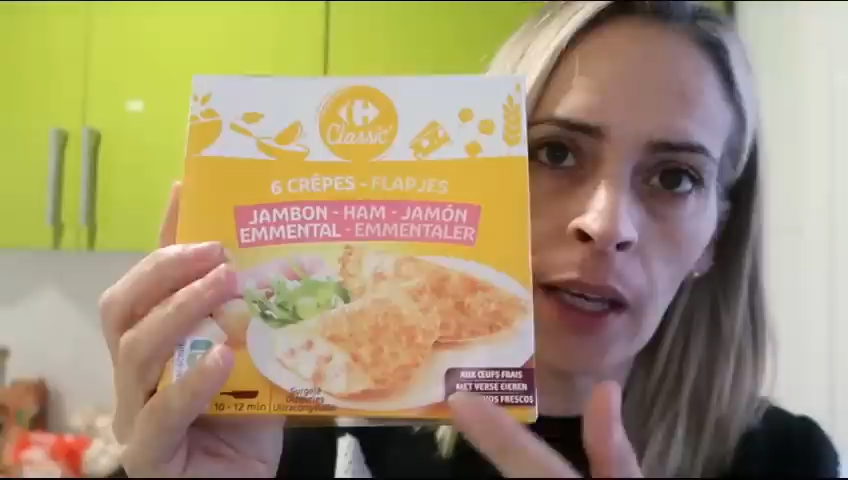 Classic
6 CRÊPES - FLAPJES
JAMBON - HAM - JAMÓN
EMMENTAL - EMMENTALER
AUX ŒUFS FRAIS
MET VERSE EIEREN
FRESCOS
10 - 12 min
Surgelé